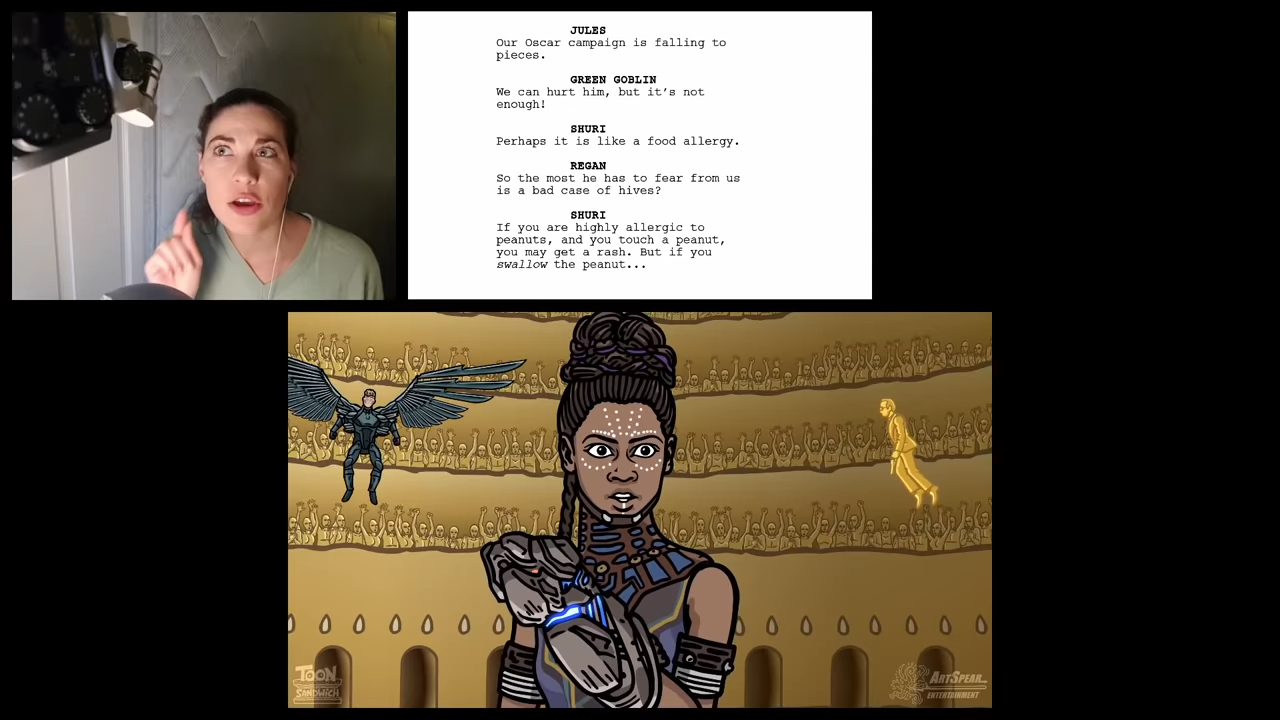 JULES
Our Oscar campaign is falling to
pieces.
GREEN GOBLIN
We can hurt him, but it's not
enough!
SHURI
Perhaps it is like a food allergy.
REGAN
So the most he has to fear from us
is a bad case of hives?
SHURI
If you are highly allergic to
peanuts, and you touch a peanut,
you may get a rash. But if you
swallow the peanut...
TOON
SANDWICH
ARTSPEAR
ENTERTAINMENT